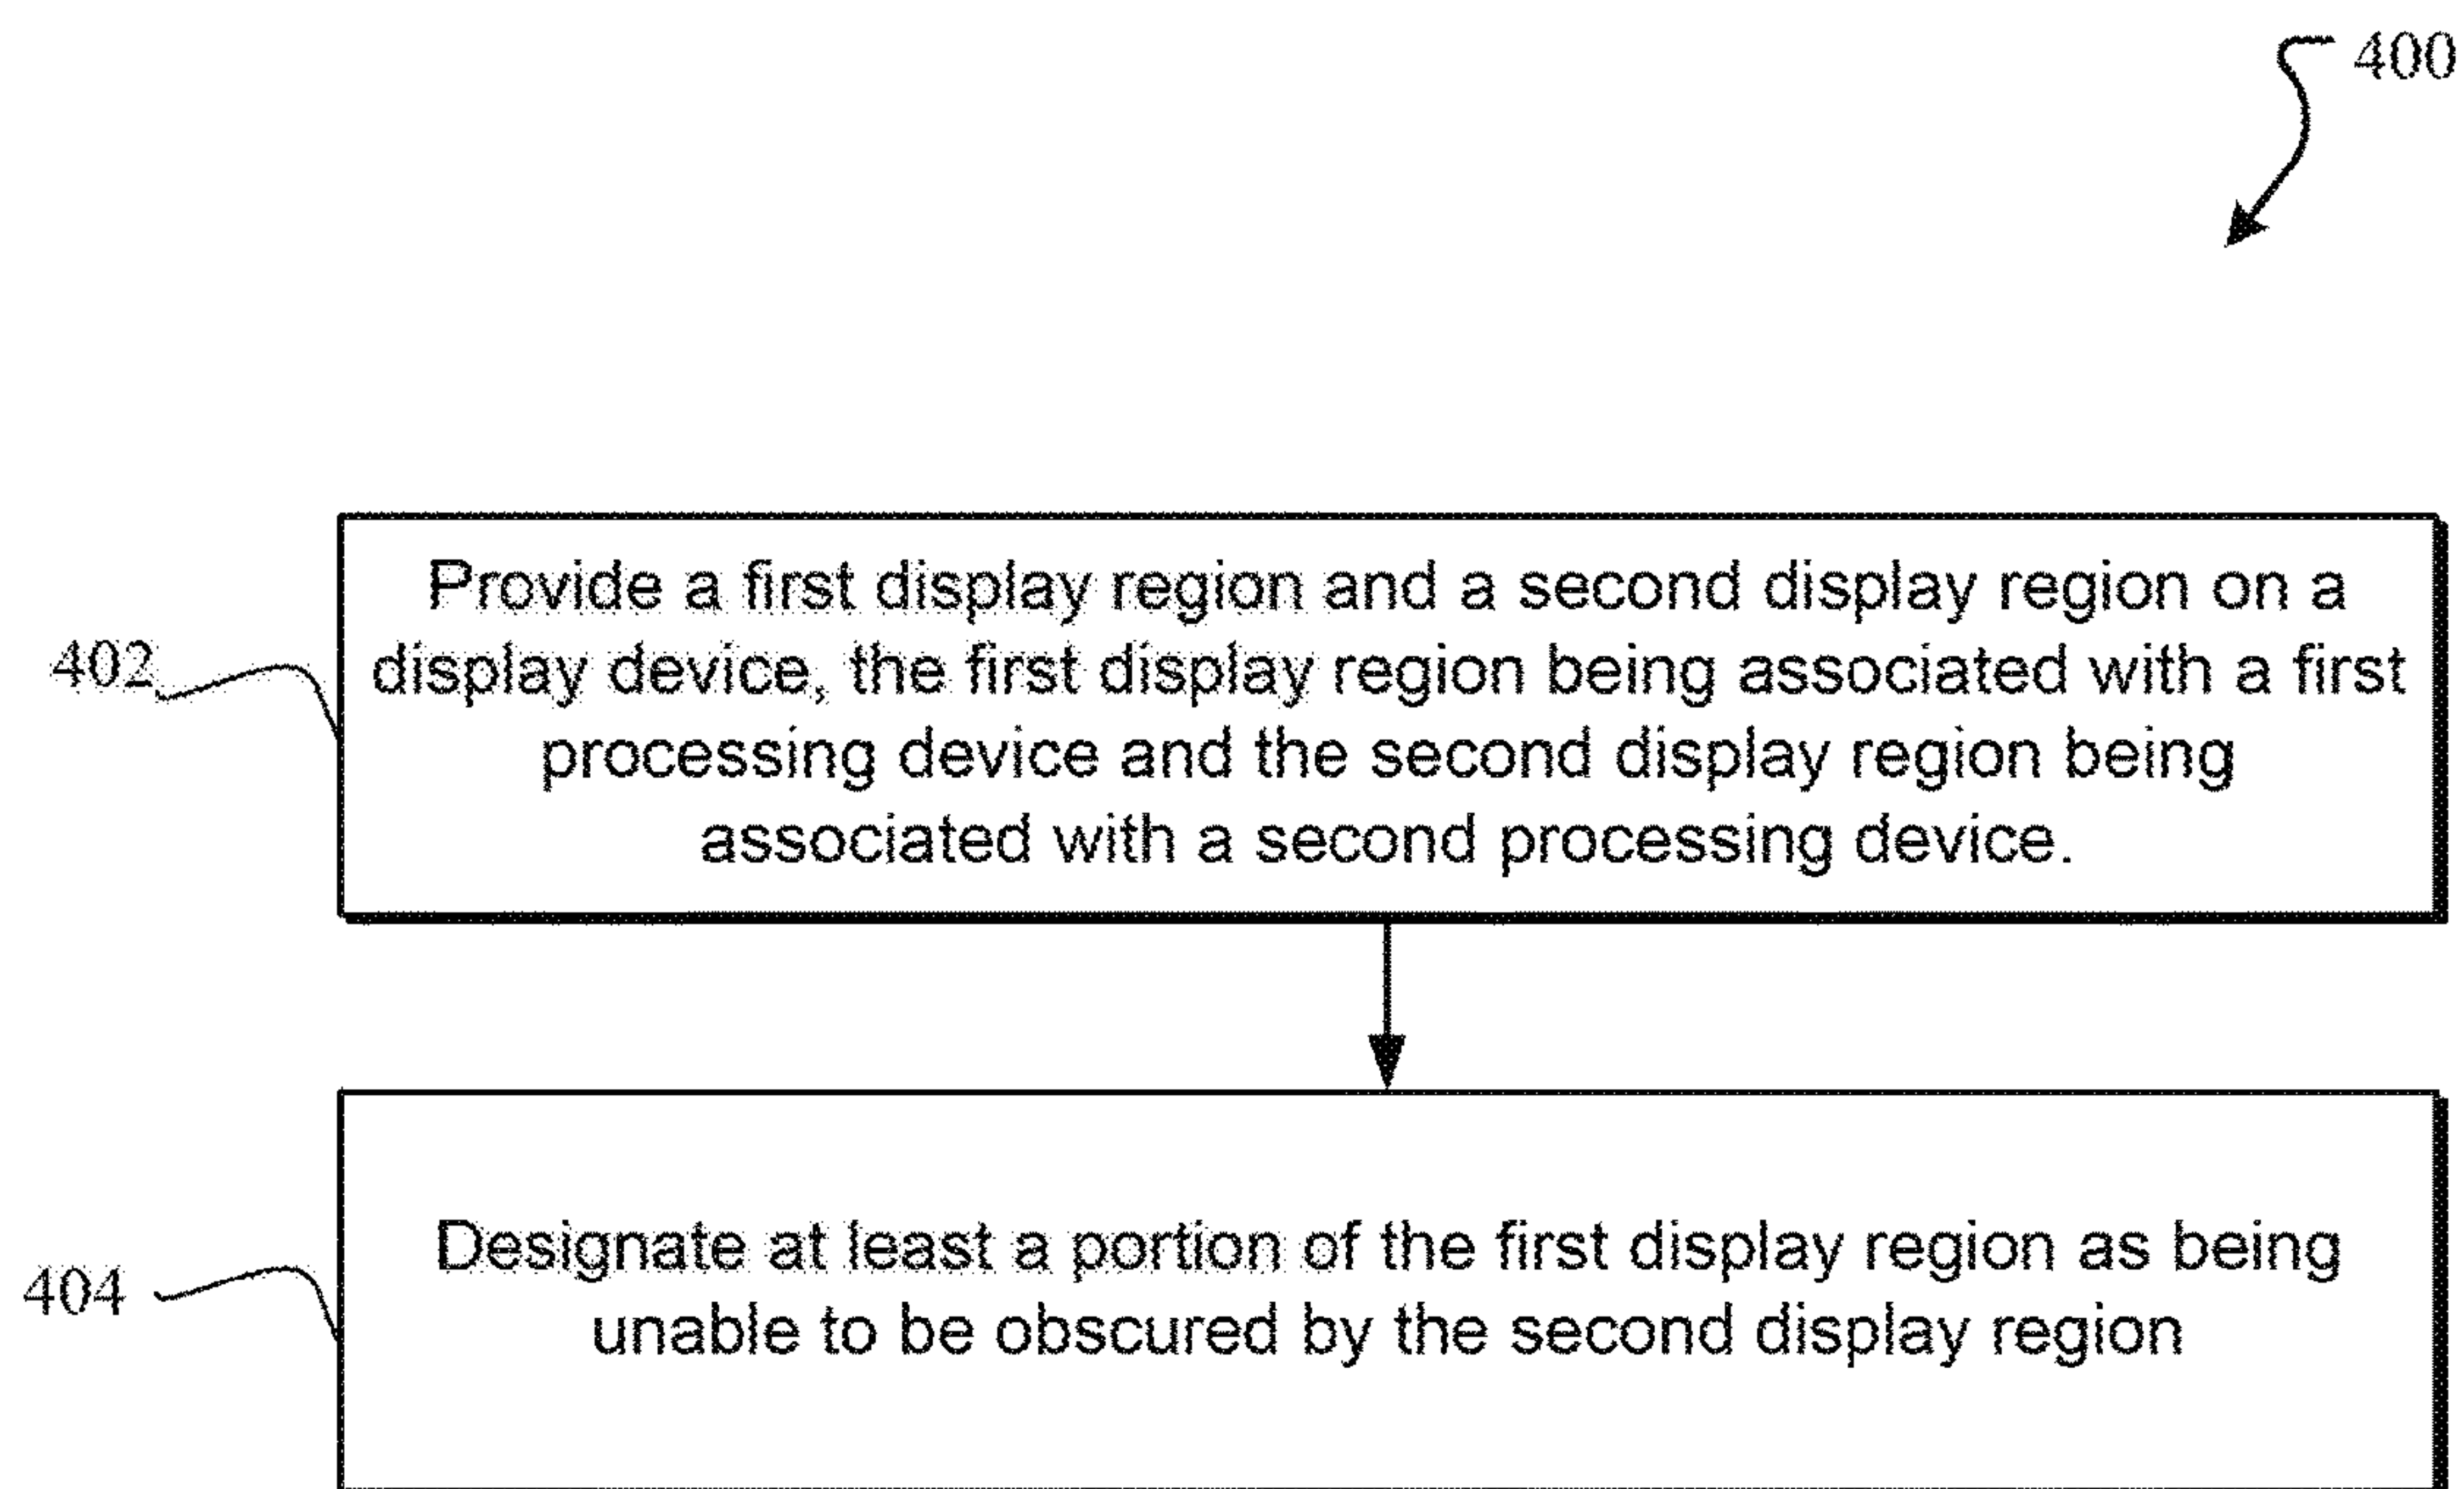 400
Provide a first display region and a second display region on a
402
display device, the first display region being associated with a first
processing device and the second display region being
associated with a second processing device.
Designate at least a portion of the first display region as being
404
unable to be obscured by the second display region